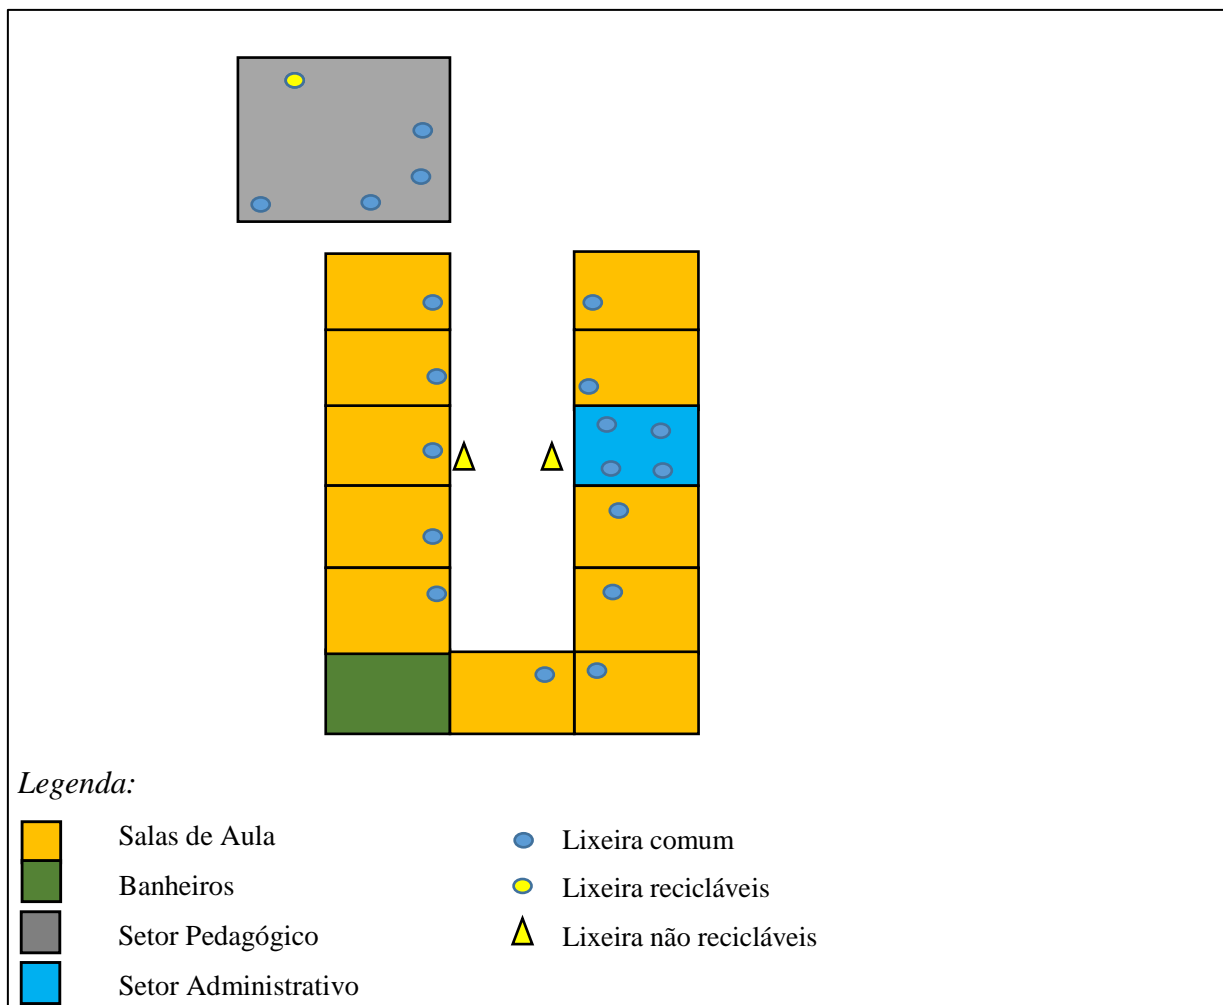 Legenda:
Salas de Aula
Banheiros
Setor Pedagógico
Setor Administrativo
Lixeira comum
Lixeira recicláveis
Lixeira não recicláveis